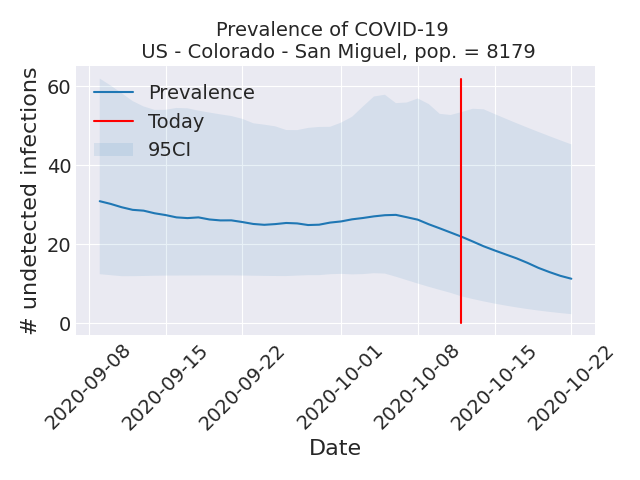 Prevalence of COVID-19
US - Colorado - San Miguel, pop. = 8179
60
40
20
0
# undetected infections
Prevalence
Today
95CI
2020-09-08
2020-09-15
2020-09-22
2020-10-01
2020-10-08
2020-10-15
2020-10-22
Date